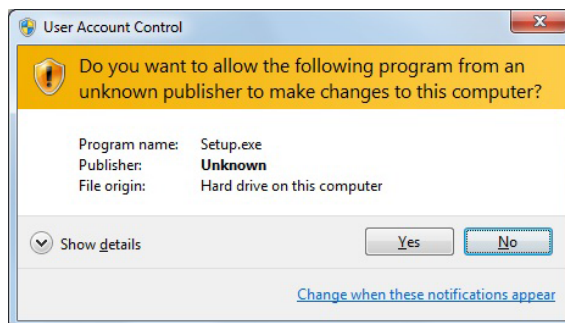 User Account Control
Do you want to allow the following program from an
unknown publisher to make changes to this computer?
Program name: Setup.exe
Publisher: Unknown
File origin: Hard drive on this computer
Show details
Yes
No
Change when these notifications appear